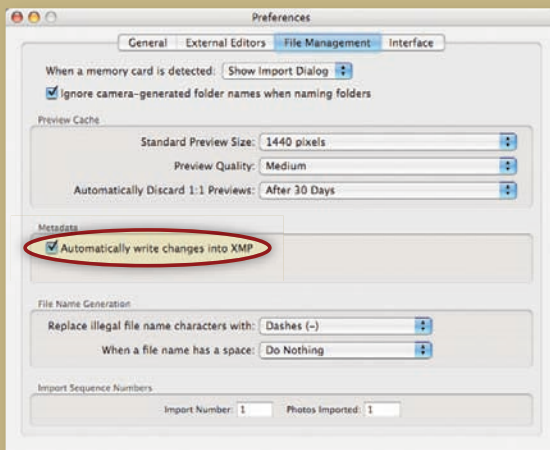 Preferences
General External Editors File Management Interface
When a memory card is detected: Show Import Dialog
Ignore camera-generated folder names when naming folders
Preview Cache
Standard Preview Size: 1440 pixels
Preview Quality: Medium
Automatically Discard 1:1 Previews: After 30 Days
Metadata
Automatically write changes into XMP
File Name Generation
Replace illegal file name characters with: Dashes (-)
When a file name has a space: Do Nothing
Import Sequence Numbers
Import Number: 1 Photos Imported: 1